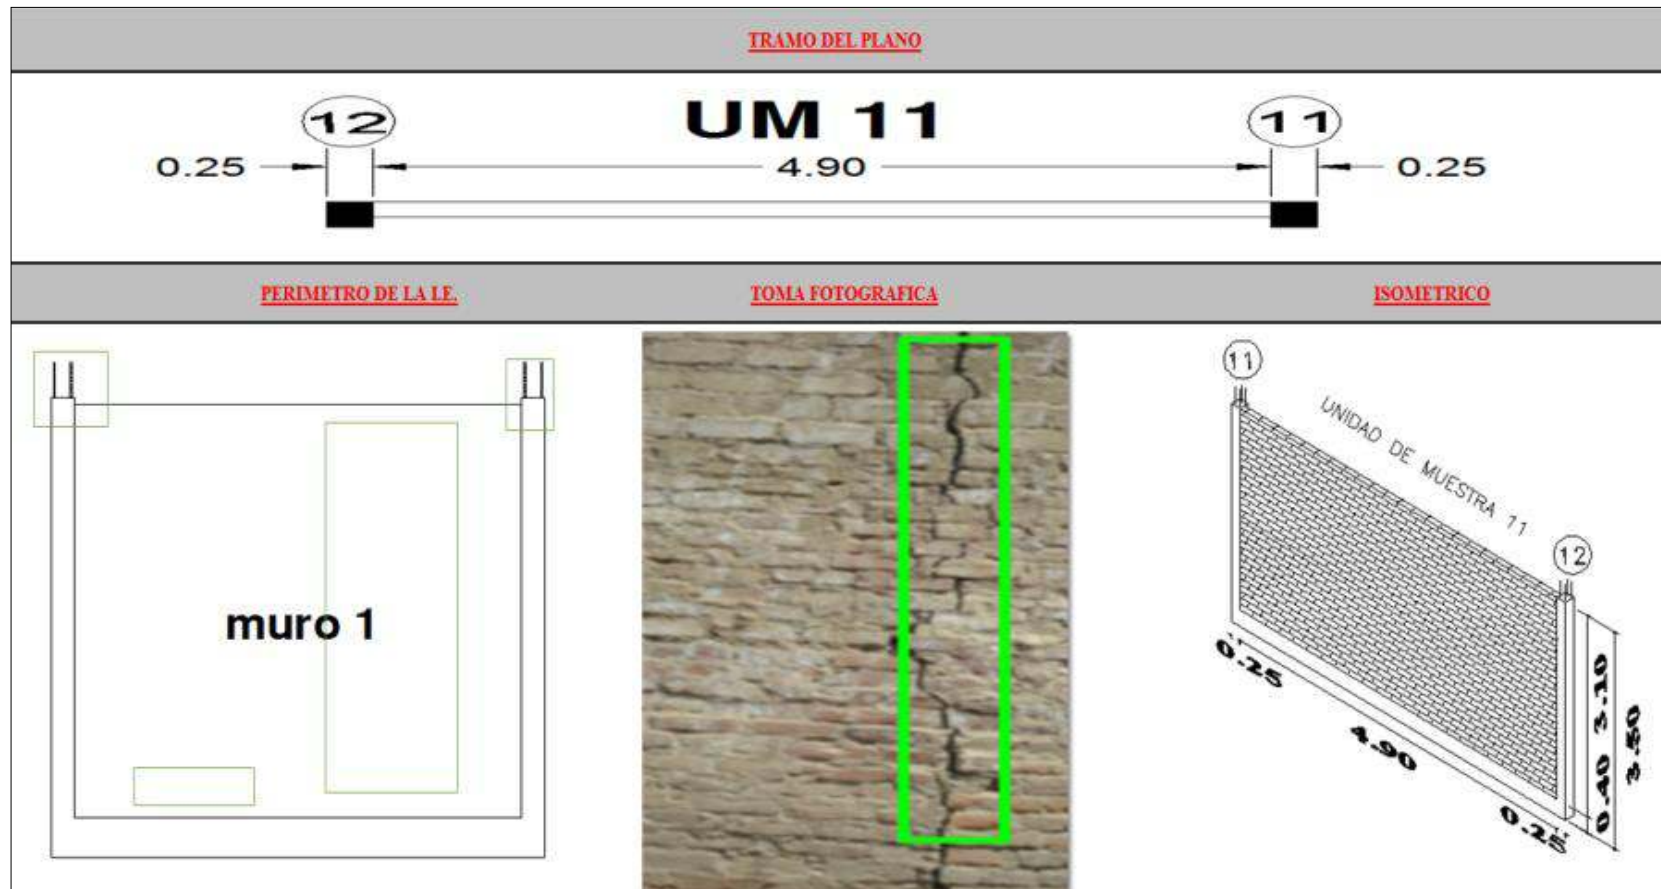 TRAMO DEL PLANO
12
UM 11
11
0.25
4.90
0.25
PERIMETRO DE LA I.E.
TOMA FOTOGRAFICA
ISOMETRICO
muro 1
11
UNIDAD DE MUESTRA 11
12
0.25
4.90
0.25
0.40
3.10
3.50